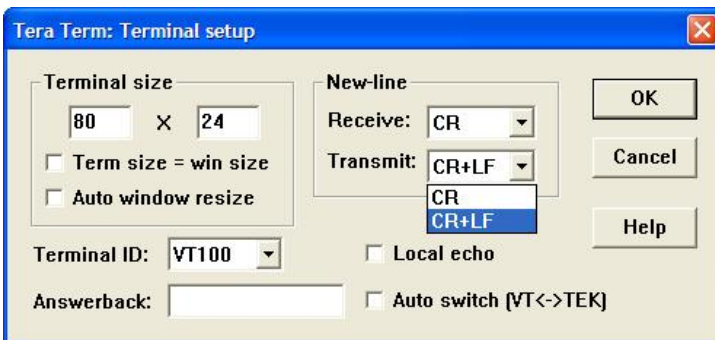 Tera Term: Terminal setup
Terminal size
80 X 24
Term size = win size
Auto window resize
New-line
Receive: CR
Transmit: CR+LF
CR
CR+LF
OK
Cancel
Help
Terminal ID: VT100
Local echo
Answerback:
Auto switch (VT<->TEK)